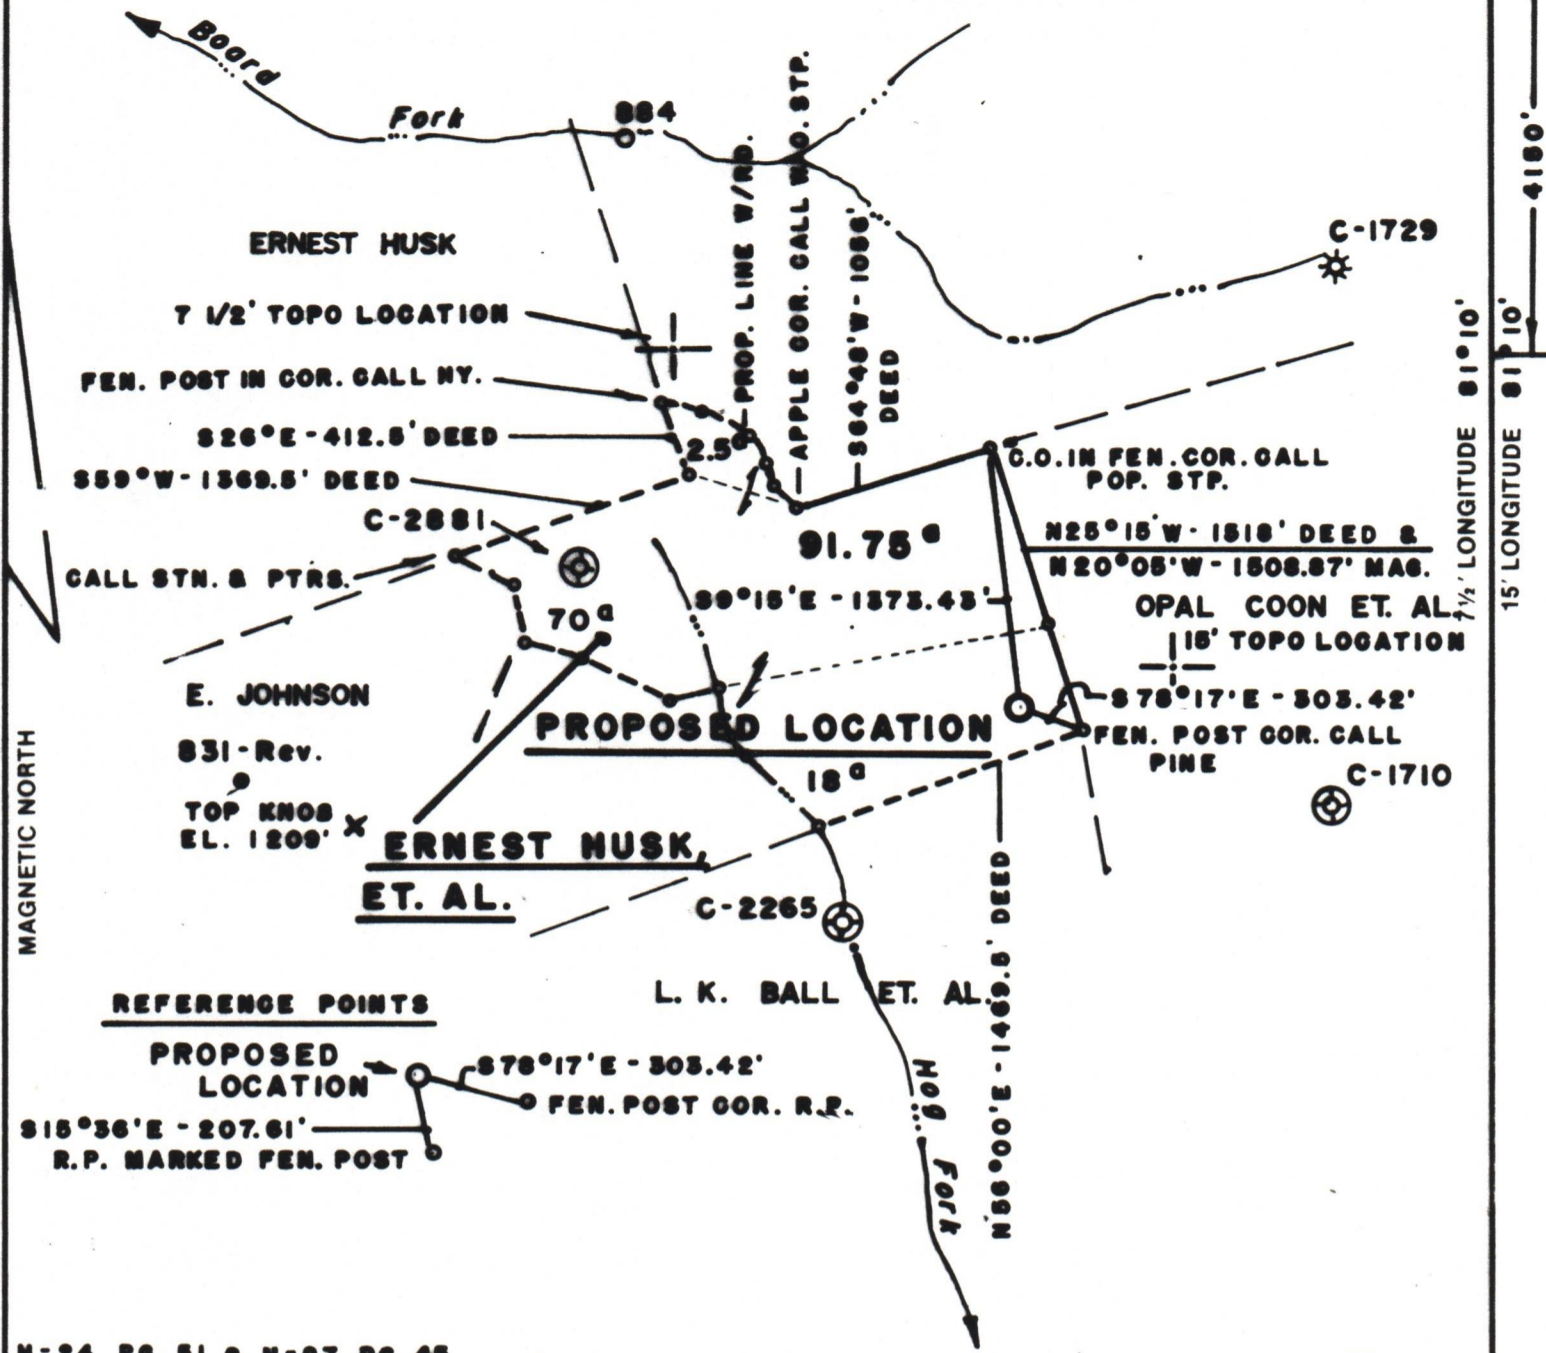 Board
Fork
884
PROP. LINE W/RD.
APPLE COR. CALL W.O. STP.
S64°48'W - 1056'
DEED
4150'
C-1729
ERNEST HUSK
7 1/2' TOPO LOCATION
FEN. POST IN COR. CALL NY.
S26°E - 412.5' DEED
2.5a
S59°W - 1369.5' DEED
C-2881
CALL STN. & PTRS.
C.O. IN FEN. COR. CALL
POP. STP.
91.75a
N25°15'W - 1518' DEED &
N20°05'W - 1508.87' MAG.
S9°15'E - 1373.43'
70a
OPAL COON ET. AL.
15' TOPO LOCATION
7 1/2' LONGITUDE 81°10'
15' LONGITUDE 81°10'
E. JOHNSON
S78°17'E - 303.42'
PROPOSED LOCATION
FEN. POST COR. CALL
PINE
831-Rev.
18a
C-1710
TOP KNOB
EL. 1209'
MAGNETIC NORTH
ERNEST HUSK,
ET. AL.
C-2265
N56°00'E - 1469.5' DEED
L. K. BALL ET. AL.
REFERENCE POINTS
PROPOSED
LOCATION
S78°17'E - 303.42'
FEN. POST COR. R.P.
S15°36'E - 207.61'
R.P. MARKED FEN. POST
Hog Fork